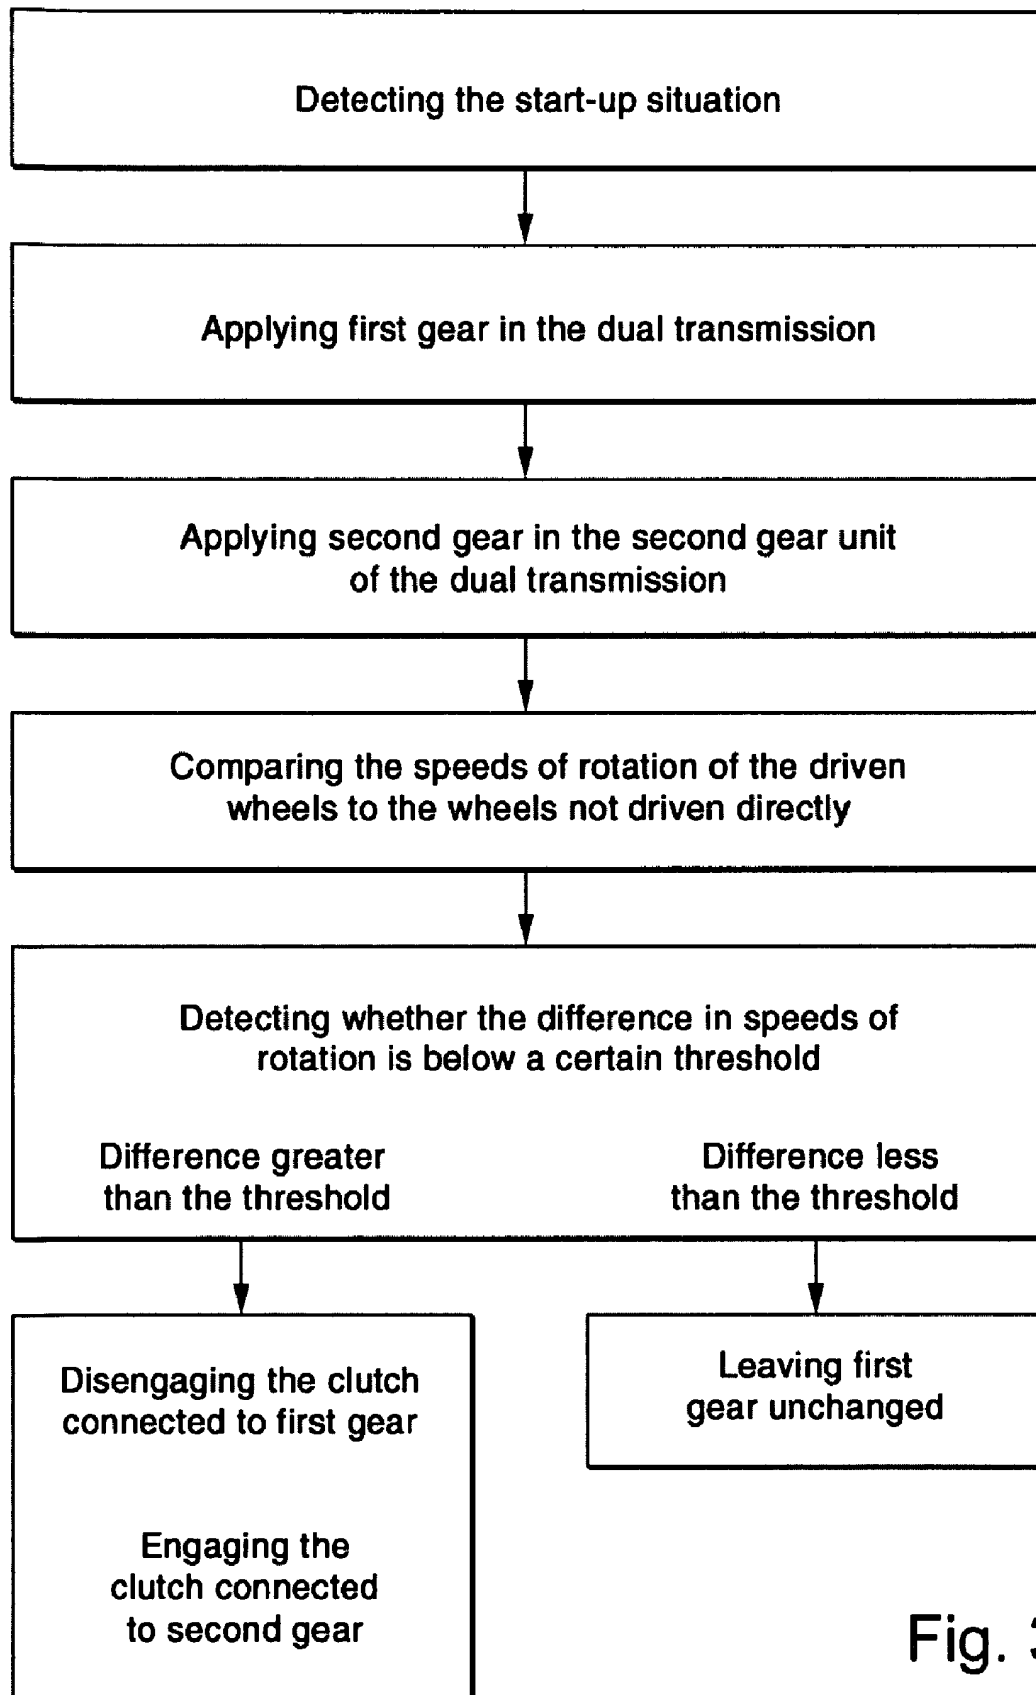 Detecting the start-up situation
Applying first gear in the dual transmission
Applying second gear in the second gear unit
of the dual transmission
Comparing the speeds of rotation of the driven
wheels to the wheels not driven directly
Detecting whether the difference in speeds of
rotation is below a certain threshold
Difference greater
than the threshold
Difference less
than the threshold
Disengaging the clutch
connected to first gear
Engaging the
clutch connected
to second gear
Leaving first
gear unchanged
Fig. 3